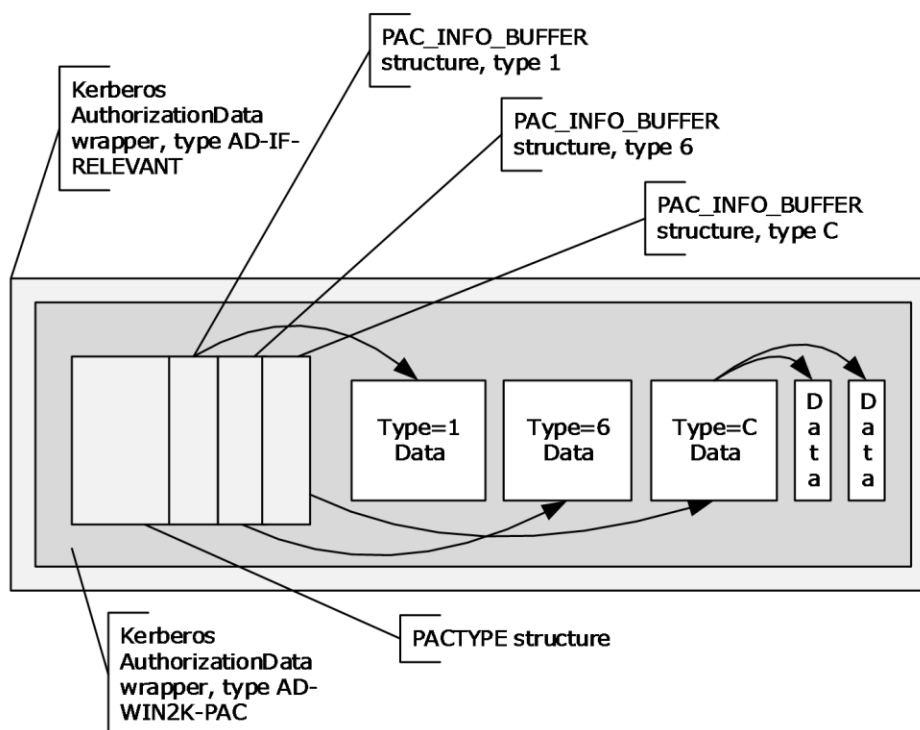 PAC_INFO_BUFFER
structure, type 1
Kerberos
AuthorizationData
wrapper, type AD-IF-
RELEVANT
PAC_INFO_BUFFER
structure, type 6
PAC_INFO_BUFFER
structure, type C
Type=1
Data
Type=6
Data
Type=C
Data
D
a
t
a
D
a
t
a
Kerberos
AuthorizationData
wrapper, type AD-
WIN2K-PAC
PACTYPE structure